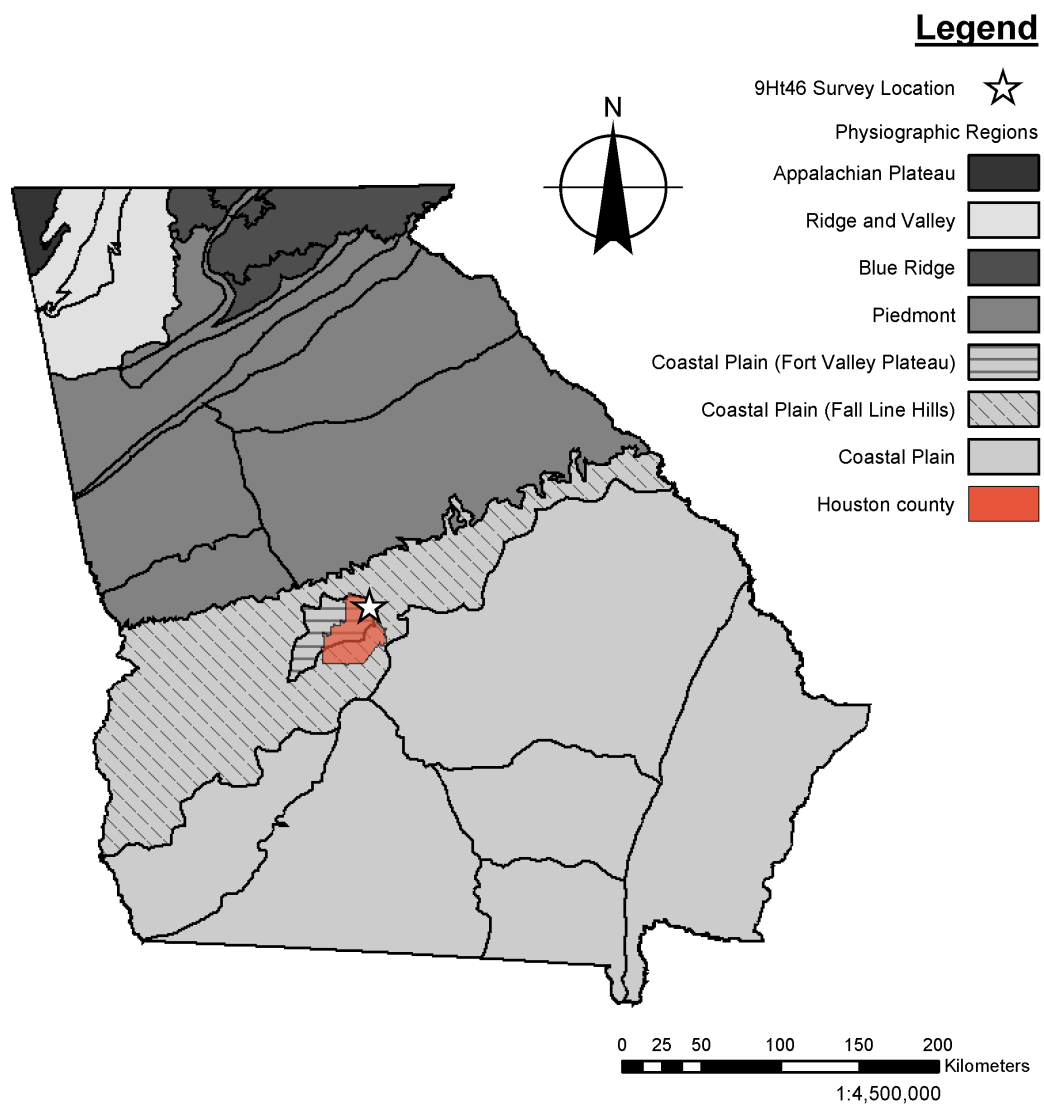 Legend
9Ht46 Survey Location
N
Physiographic Regions
Appalachian Plateau
Ridge and Valley
Blue Ridge
Piedmont
Coastal Plain (Fort Valley Plateau)
Coastal Plain (Fall Line Hills)
Coastal Plain
Houston county
0 25 50 100 150 200
Kilometers
1:4,500,000